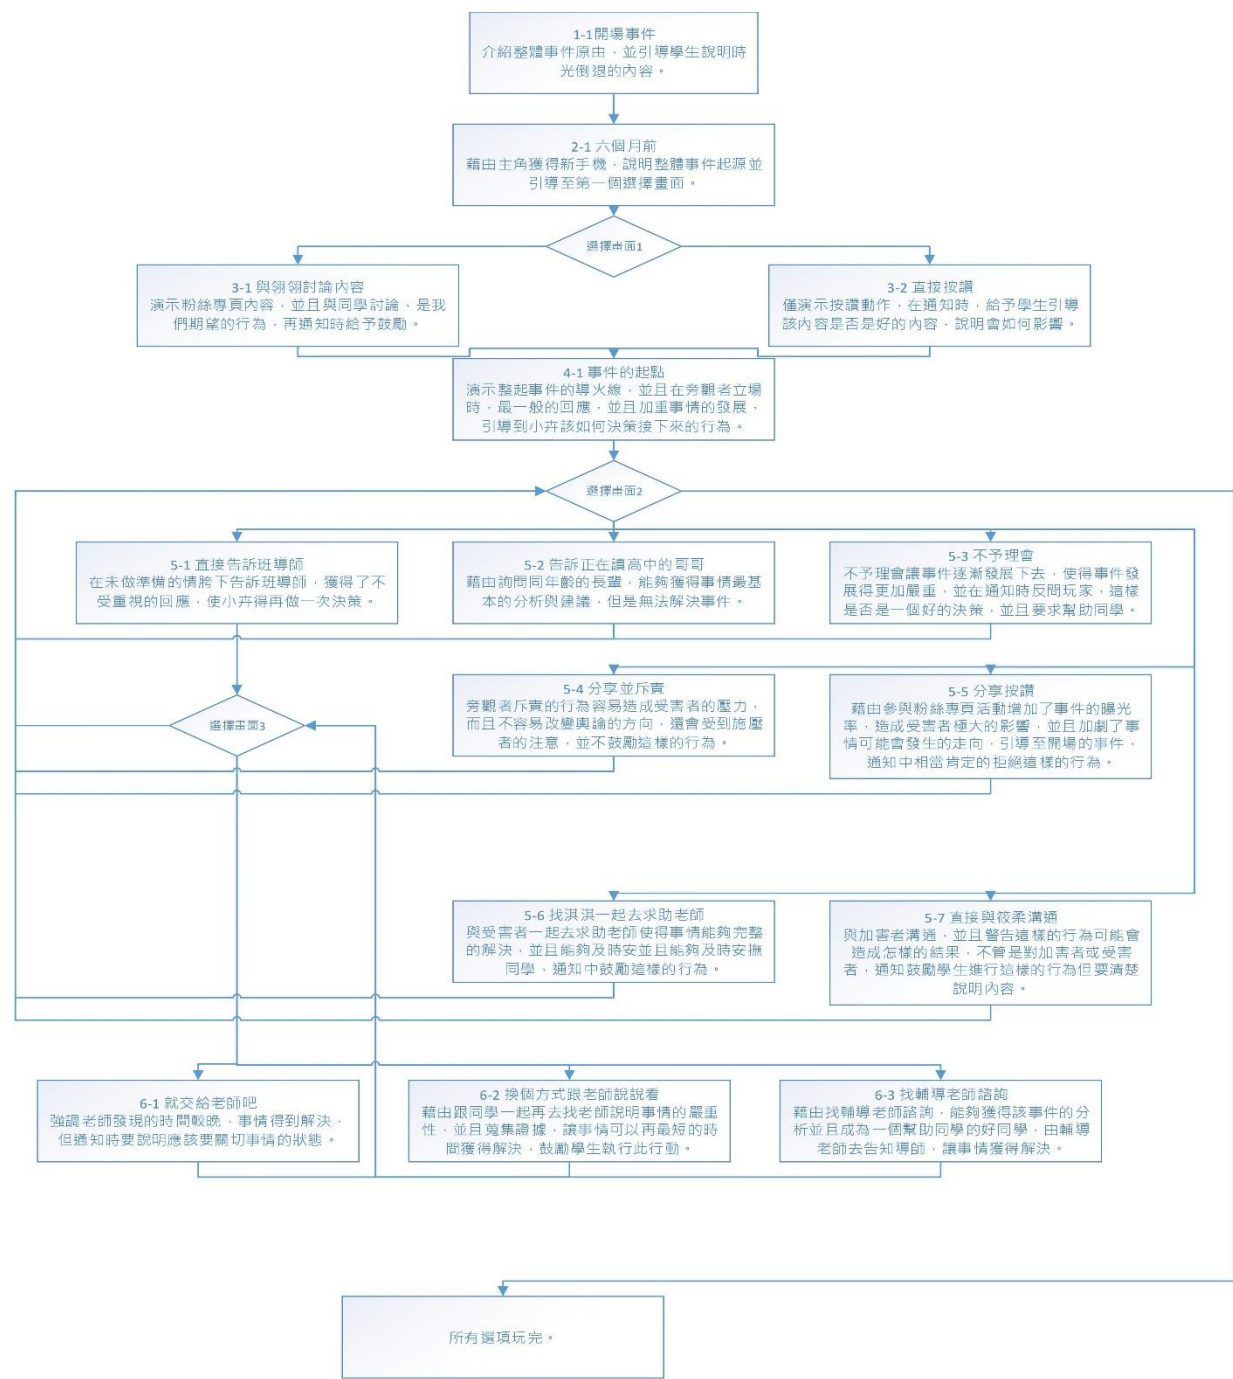 1-1開場事件
介紹整體事件原由，並引導學生說明時
光倒退的內容。
2-1 六個月前
藉由主角獲得新手機，說明整體事件起源並
引導至第一個選擇畫面。
選擇畫面1
3-1 與翎翎討論內容
演示粉絲專頁內容，並且與同學討論，是我
們期望的行為，再通知時給予鼓勵。
3-2 直接按讚
僅演示按讚動作，在通知時，給予學生引導
該內容是否是好的內容，說明會如何影響。
4-1 事件的起點
演示整起事件的導火線，並且在旁觀者立場
時，最一般的回應，並且加重事情的發展，
引導到小卉該如何決策接下來的行為。
選擇畫面2
5-1 直接告訴班導師
在未做準備的情胯下告訴班導師，獲得了不
受重視的回應，使小卉得再做一次決策。
5-2 告訴正在讀高中的哥哥
藉由詢問同年齡的長輩，能夠獲得事情最基
本的分析與建議，但是無法解決事件。
5-3 不予理會
不予理會讓事件逐漸發展下去，使得事件發
展得更加嚴重，並在通知時反問玩家，這樣
是否是一個好的決策，並且要求幫助同學。
5-4 分享並斥責
旁觀者斥責的行為容易造成受害者的壓力，
而且不容易改變輿論的方向，還會受到施壓
者的注意，並不鼓勵這樣的行為。
5-5 分享按讚
藉由參與粉絲專頁活動增加了事件的曝光
率，造成受害者極大的影響，並且加劇了事
情可能會發生的走向，引導至開場的事件，
通知中相當肯定的拒絕這樣的行為。
選擇畫面3
5-6 找淇淇一起去求助老師
與受害者一起去求助老師使得事情能夠完整
的解決，並且能夠及時安並且能夠及時安撫
同學，通知中鼓勵這樣的行為。
5-7 直接與筱柔溝通
與加害者溝通，並且警告這樣的行為可能會
造成怎樣的結果，不管是對加害者或受害
者，通知鼓勵學生進行這樣的行為但要清楚
說明內容。
6-1 就交給老師吧
強調老師發現的時間較晚，事情得到解決，
但通知時要說明應該要關切事情的狀態。
6-2 換個方式跟老師說說看
藉由跟同學一起再去找老師說明事情的嚴重
性，並且蒐集證據，讓事情可以再最短的時
間獲得解決，鼓勵學生執行此行動。
6-3 找輔導老師諮詢
藉由找輔導老師諮詢，能夠獲得該事件的分
析並且成為一個幫助同學的好同學，由輔導
老師去告知導師，讓事情獲得解決。
所有選項玩完。